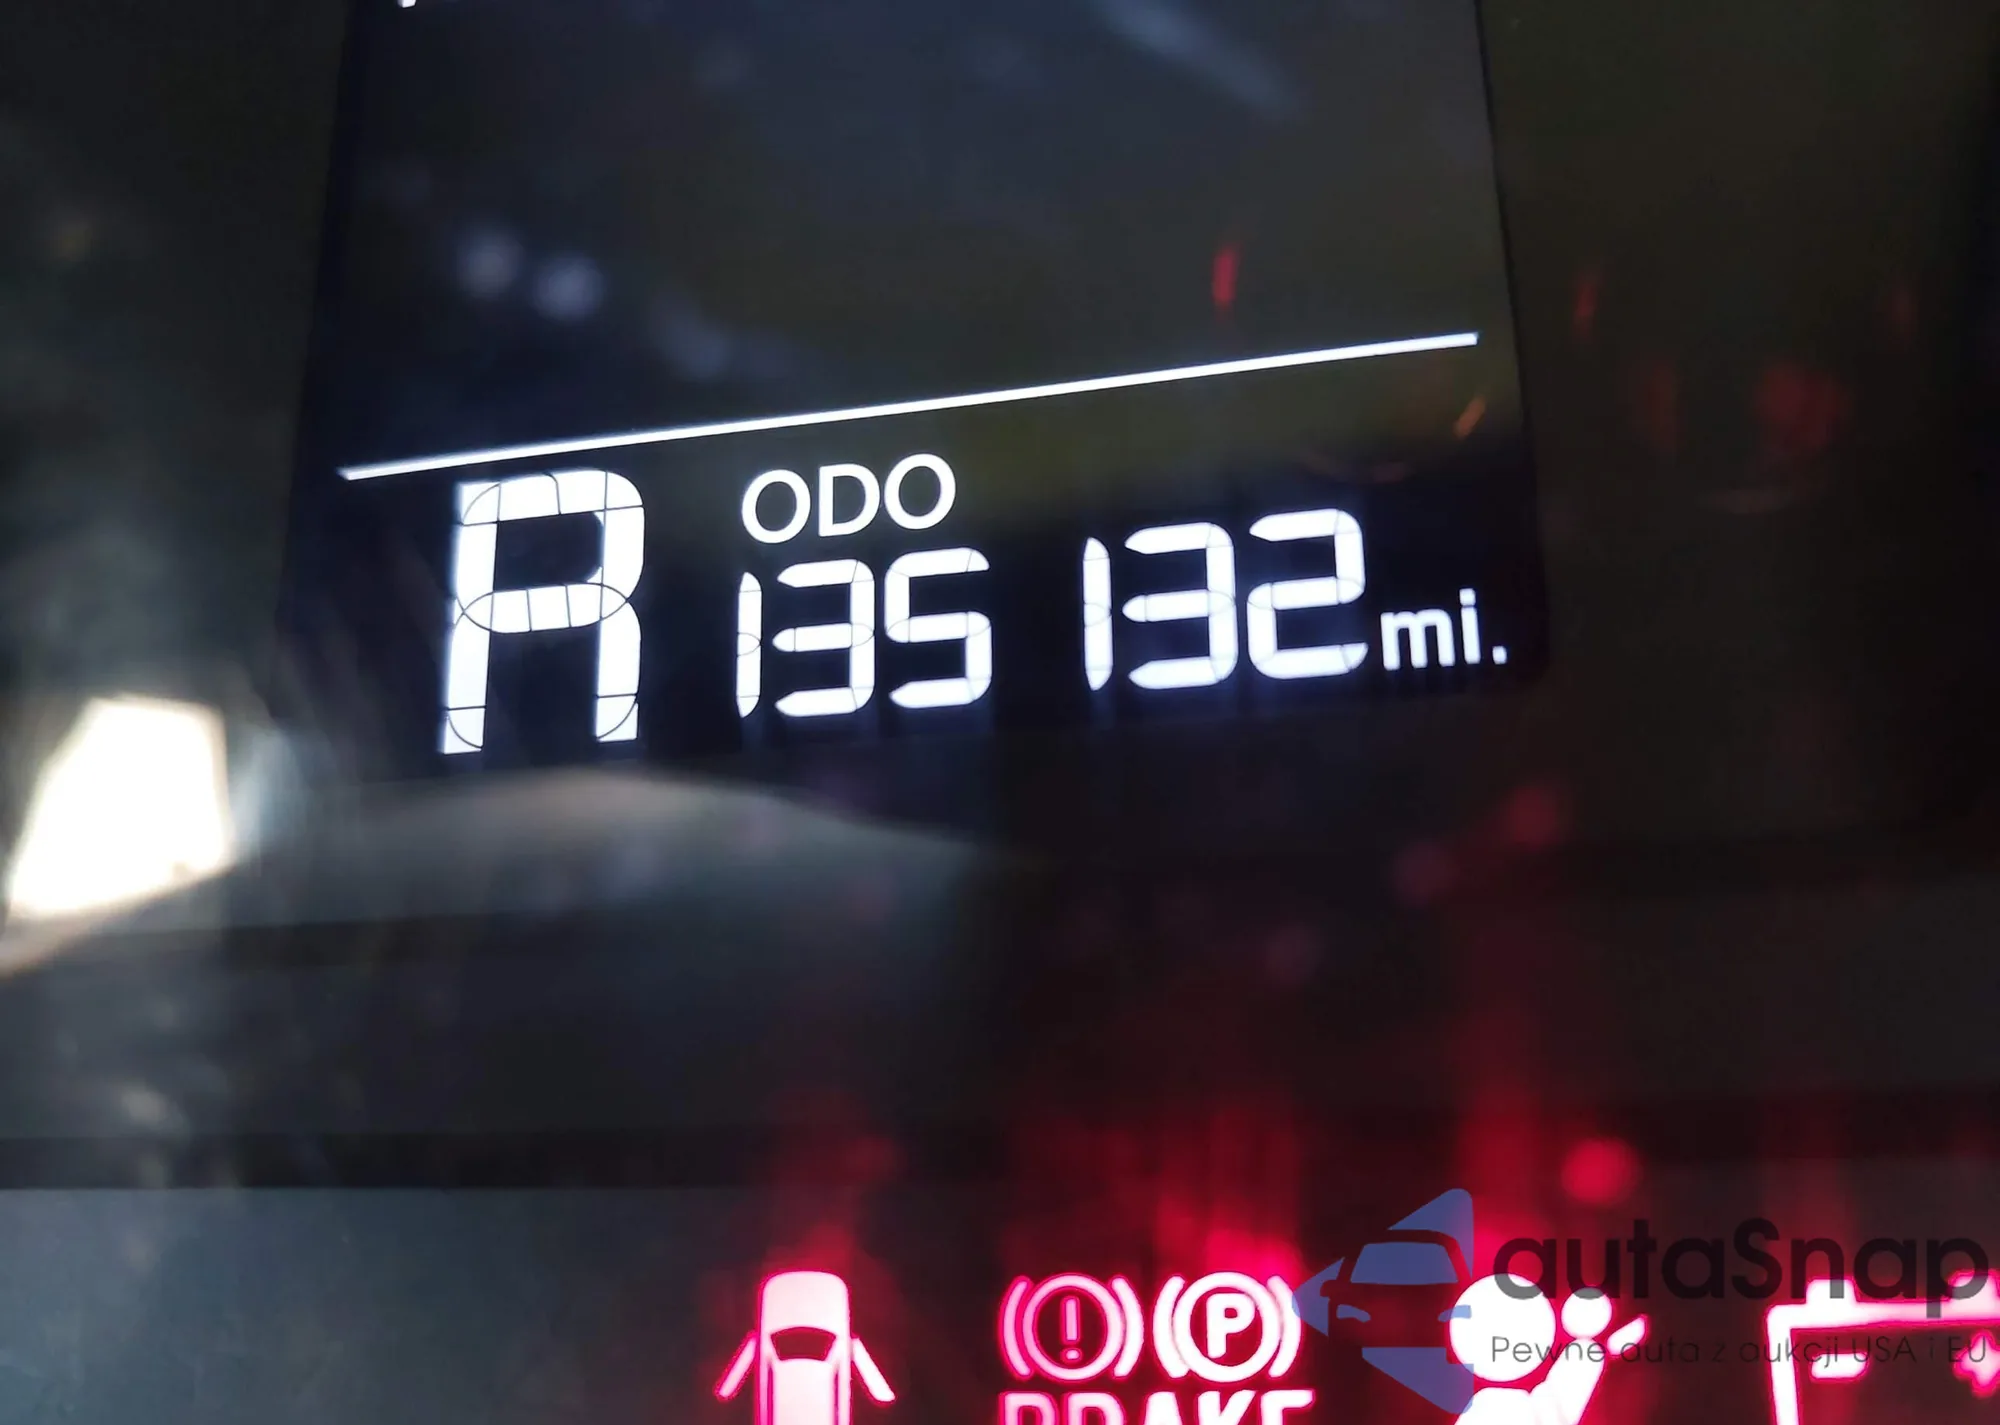 ODO
R 135 132 mi.
! P
BRAKE
autaSnap
Pewne auta z aukcji USA i EU